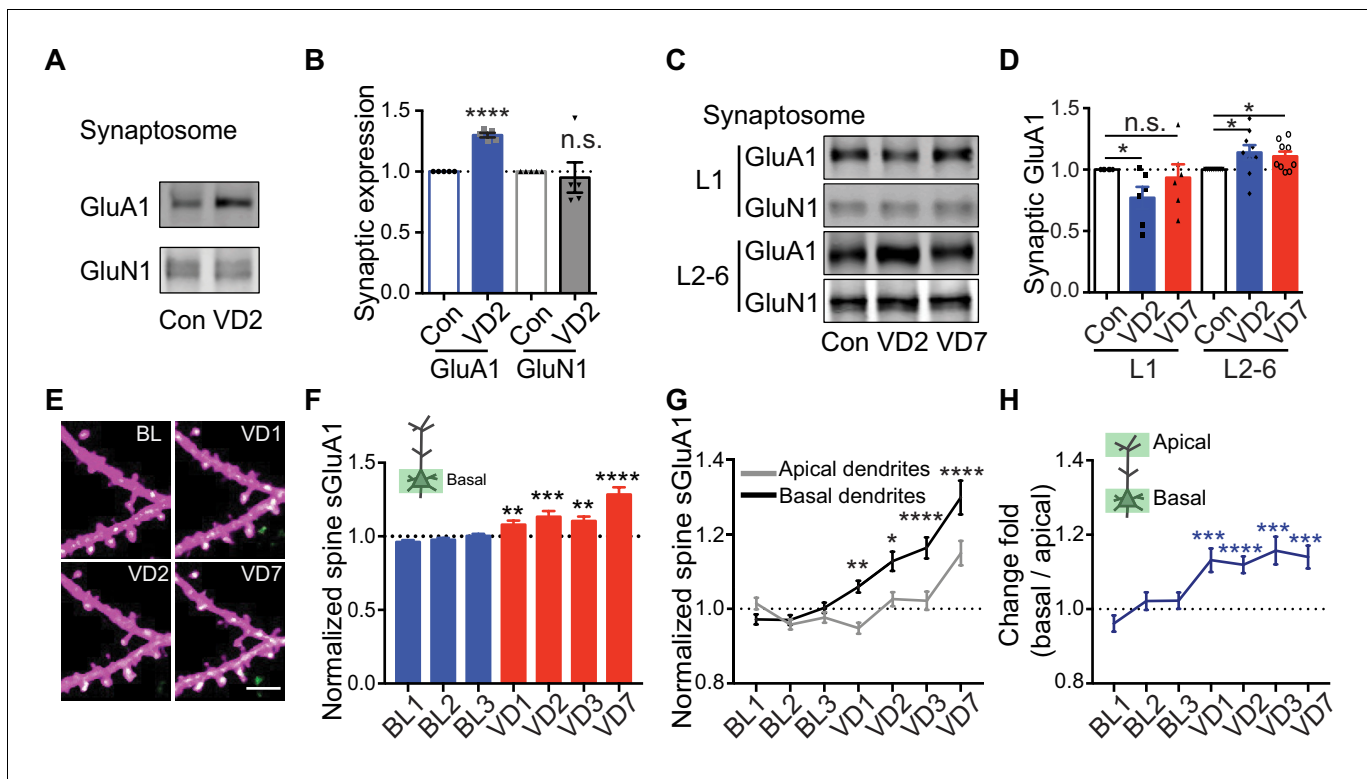 A
Synaptosome
GluA1
GluN1
Con VD2
B
Synaptic expression
1.5
1.0
0.5
0.0
****
n.s.
Con
VD2
Con
VD2
GluA1
GluN1
C
Synaptosome
L1
GluA1
GluN1
L2-6
GluA1
GluN1
Con VD2 VD7
D
Synaptic GluA1
1.5
1.0
0.5
0.0
n.s.
*
*
*
Con
VD2
VD7
Con
VD2
VD7
L1
L2-6
E
BL
VD1
VD2
VD7
F
Normalized spine sGluA1
1.5
1.0
0.5
0.0
Basal
**
***
**
****
BL1
BL2
BL3
VD1
VD2
VD3
VD7
G
Normalized spine sGluA1
1.4
1.2
1.0
0.8
Apical dendrites
Basal dendrites
**
*
****
****
BL1
BL2
BL3
VD1
VD2
VD3
VD7
H
Change fold
(basal / apical)
1.4
1.2
1.0
0.8
Apical
Basal
***
****
***
***
BL1
BL2
BL3
VD1
VD2
VD3
VD7